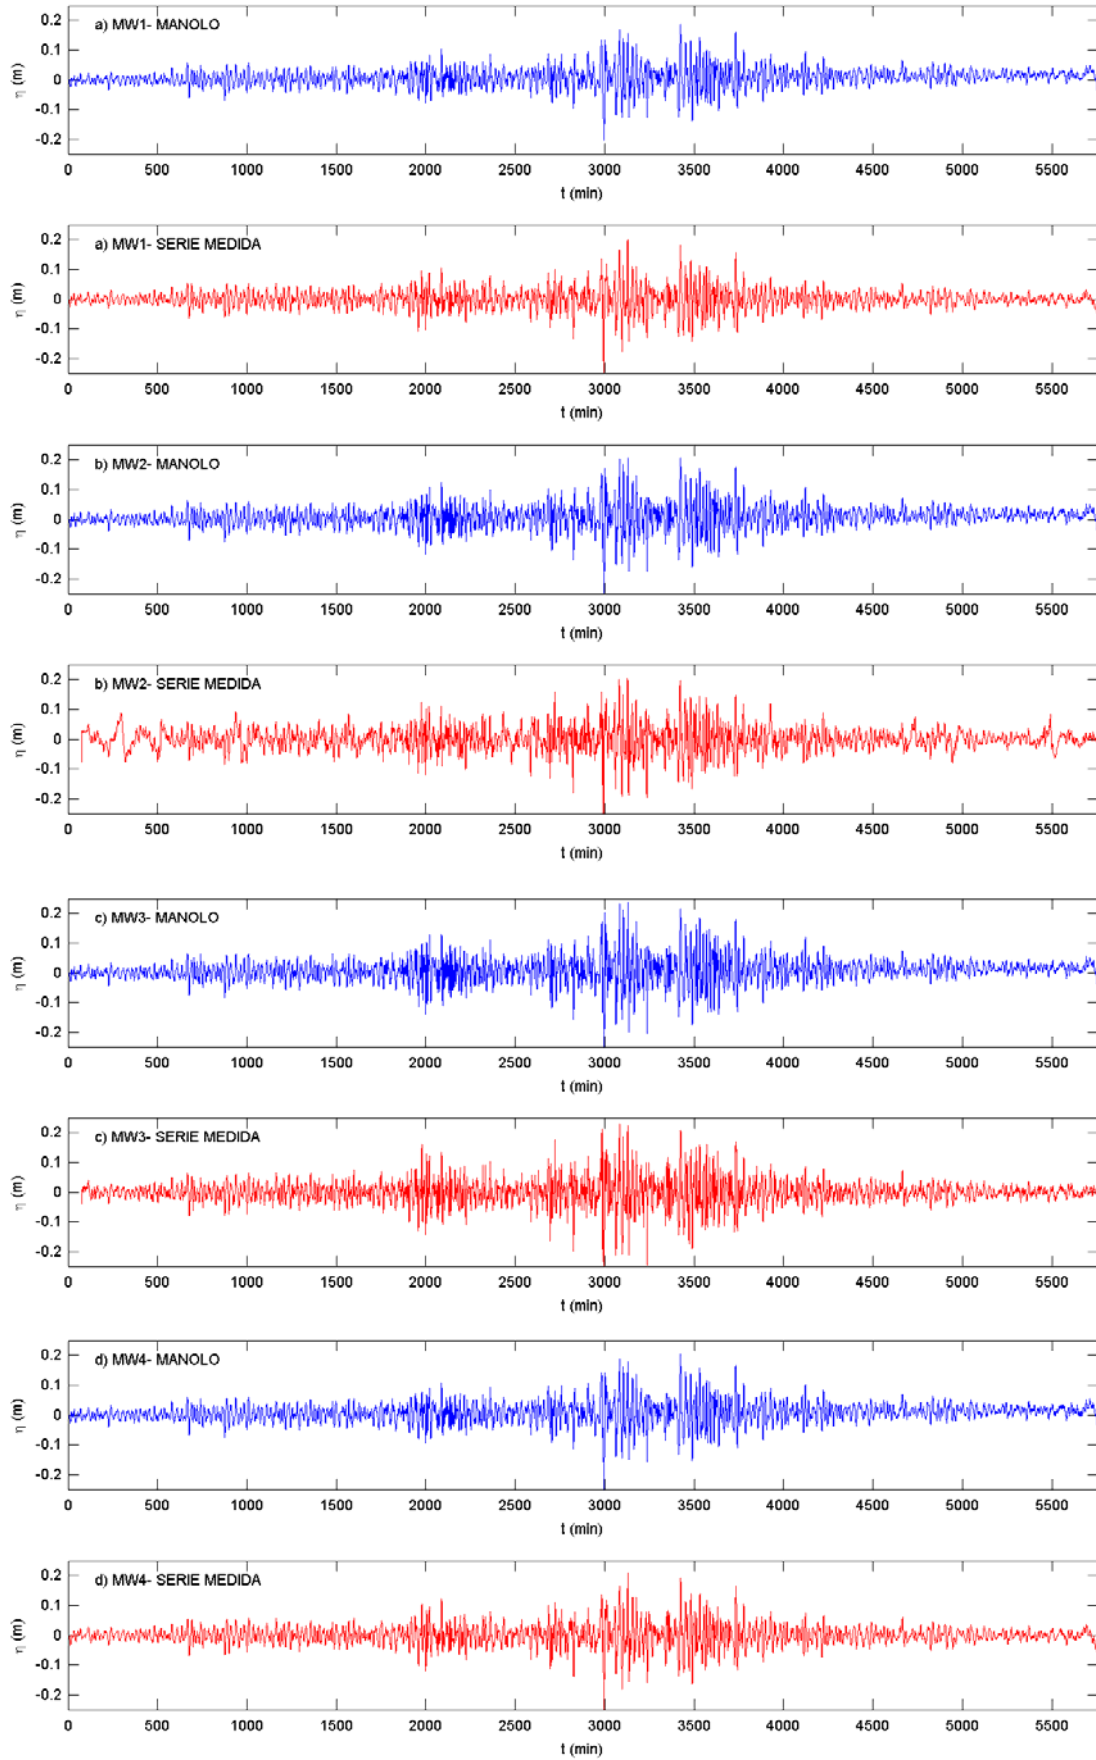 a) MW1- MANOLO
0.2
0.1
0
-0.1
-0.2
η (m)
0 500 1000 1500 2000 2500 3000 3500 4000 4500 5000 5500
t (min)
a) MW1- SERIE MEDIDA
0.2
0.1
0
-0.1
-0.2
η (m)
0 500 1000 1500 2000 2500 3000 3500 4000 4500 5000 5500
t (min)
b) MW2- MANOLO
0.2
0.1
0
-0.1
-0.2
η (m)
0 500 1000 1500 2000 2500 3000 3500 4000 4500 5000 5500
t (min)
b) MW2- SERIE MEDIDA
0.2
0.1
0
-0.1
-0.2
η (m)
0 500 1000 1500 2000 2500 3000 3500 4000 4500 5000 5500
t (min)
c) MW3- MANOLO
0.2
0.1
0
-0.1
-0.2
η (m)
0 500 1000 1500 2000 2500 3000 3500 4000 4500 5000 5500
t (min)
c) MW3- SERIE MEDIDA
0.2
0.1
0
-0.1
-0.2
η (m)
0 500 1000 1500 2000 2500 3000 3500 4000 4500 5000 5500
t (min)
d) MW4- MANOLO
0.2
0.1
0
-0.1
-0.2
η (m)
0 500 1000 1500 2000 2500 3000 3500 4000 4500 5000 5500
t (min)
d) MW4- SERIE MEDIDA
0.2
0.1
0
-0.1
-0.2
η (m)
0 500 1000 1500 2000 2500 3000 3500 4000 4500 5000 5500
t (min)